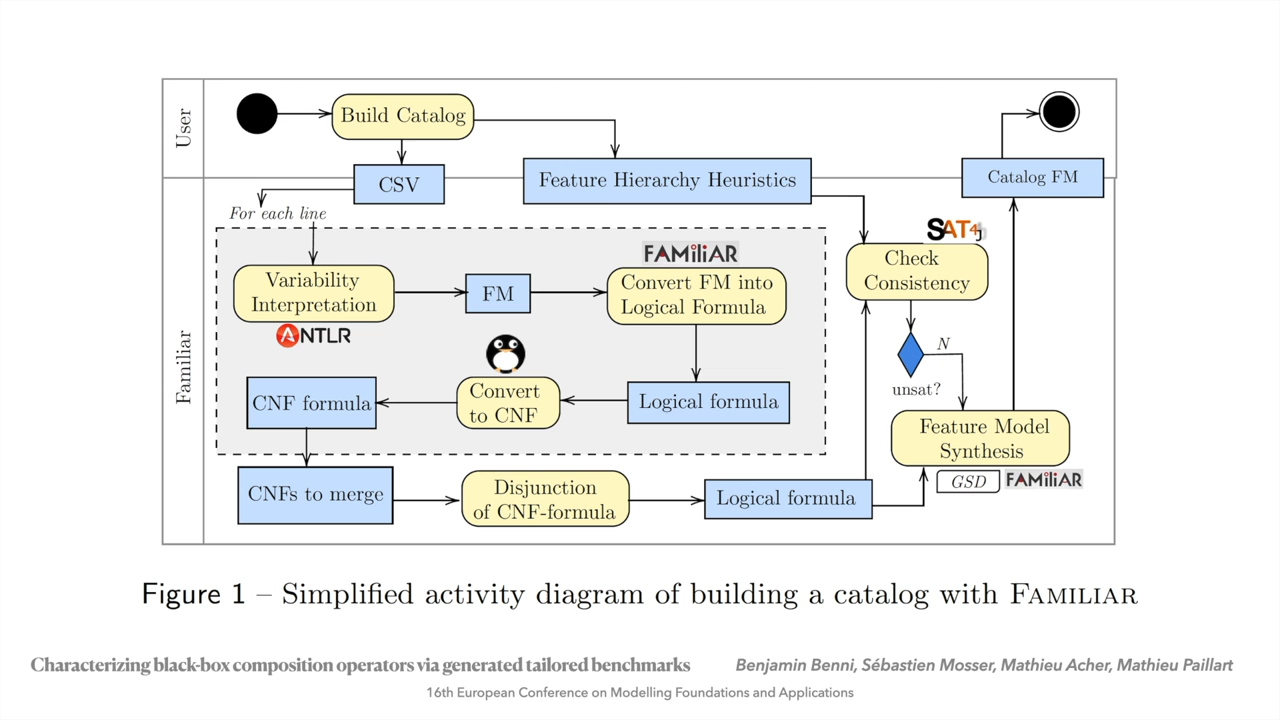 User
Build Catalog
CSV
Feature Hierarchy Heuristics
Catalog FM
Familiar
For each line
SAT4j
FAMiliAR
Check
Consistency
Variability
Interpretation
ANTLR
FM
Convert FM into
Logical Formula
N
unsat?
CNF formula
Convert
to CNF
Logical formula
Feature Model
Synthesis
GSD
FAMiliAR
CNFs to merge
Disjunction
of CNF-formula
Logical formula
Figure 1 – Simplified activity diagram of building a catalog with FAMILIAR
Characterizing black-box composition operators via generated tailored benchmarks
Benjamin Benni, Sébastien Mosser, Mathieu Acher, Mathieu Paillart
16th European Conference on Modelling Foundations and Applications